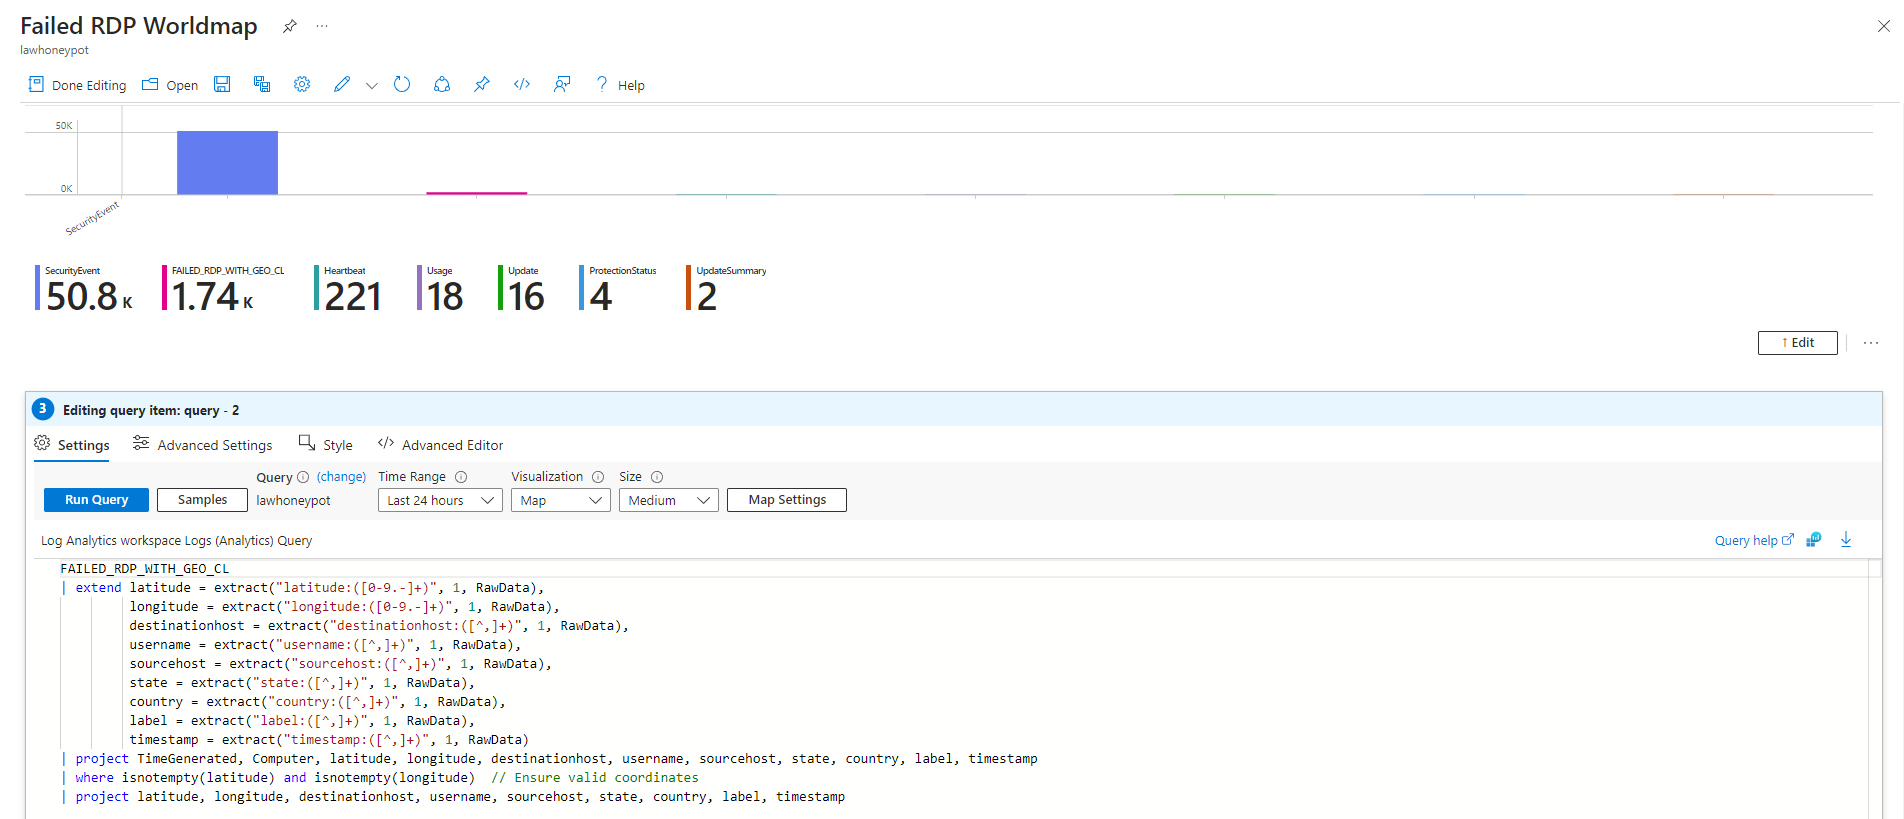 Failed RDP Worldmap
lawhoneypot
Done Editing Open Help
50K
0K
SecurityEvent
SecurityEvent FAILED_RDP_WITH_GEO_CL Heartbeat Usage Update ProtectionStatus UpdateSummary
50.8 K 1.74 K 221 18 16 4 2
↑ Edit
3 Editing query item: query - 2
Settings Advanced Settings Style Advanced Editor
Query (change) Time Range Visualization Size
Run Query Samples lawhoneypot Last 24 hours Map Medium Map Settings
Log Analytics workspace Logs (Analytics) Query Query help
FAILED_RDP_WITH_GEO_CL
| extend latitude = extract("latitude:([0-9.-]+)", 1, RawData),
longitude = extract("longitude:([0-9.-]+)", 1, RawData),
destinationhost = extract("destinationhost:([^,]+)", 1, RawData),
username = extract("username:([^,]+)", 1, RawData),
sourcehost = extract("sourcehost:([^,]+)", 1, RawData),
state = extract("state:([^,]+)", 1, RawData),
country = extract("country:([^,]+)", 1, RawData),
label = extract("label:([^,]+)", 1, RawData),
timestamp = extract("timestamp:([^,]+)", 1, RawData)
| project TimeGenerated, Computer, latitude, longitude, destinationhost, username, sourcehost, state, country, label, timestamp
| where isnotempty(latitude) and isnotempty(longitude)  // Ensure valid coordinates
| project latitude, longitude, destinationhost, username, sourcehost, state, country, label, timestamp